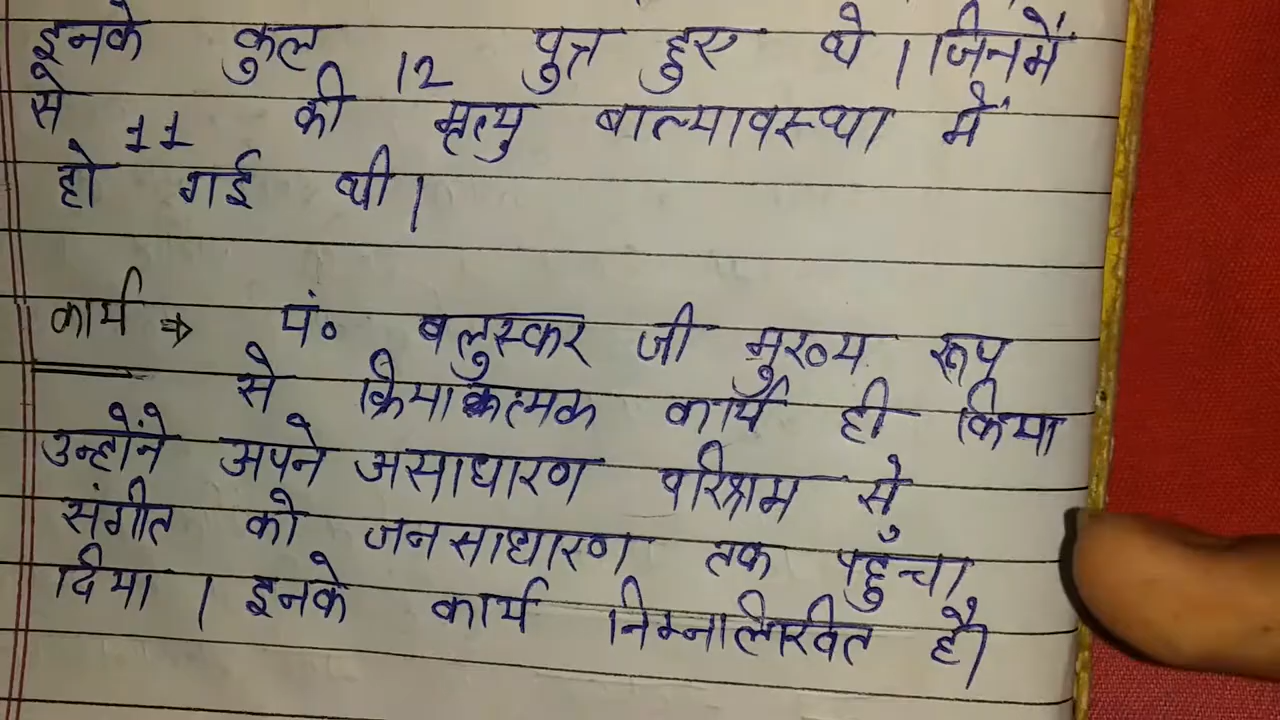 इनके कुल 12 पुत्र हुए थे । जिनमें
से 11 की मृत्यु बाल्यावस्था में
हो गई थी ।
कार्य ⇒ पं० बलुस्कर जी मुख्य रूप
से क्रियाकत्मक कार्य ही किया
उन्होंने अपने असाधारण परिश्रम से
संगीत को जनसाधारण तक पहुँचा
दिया । इनके कार्य निम्नलिखित है।